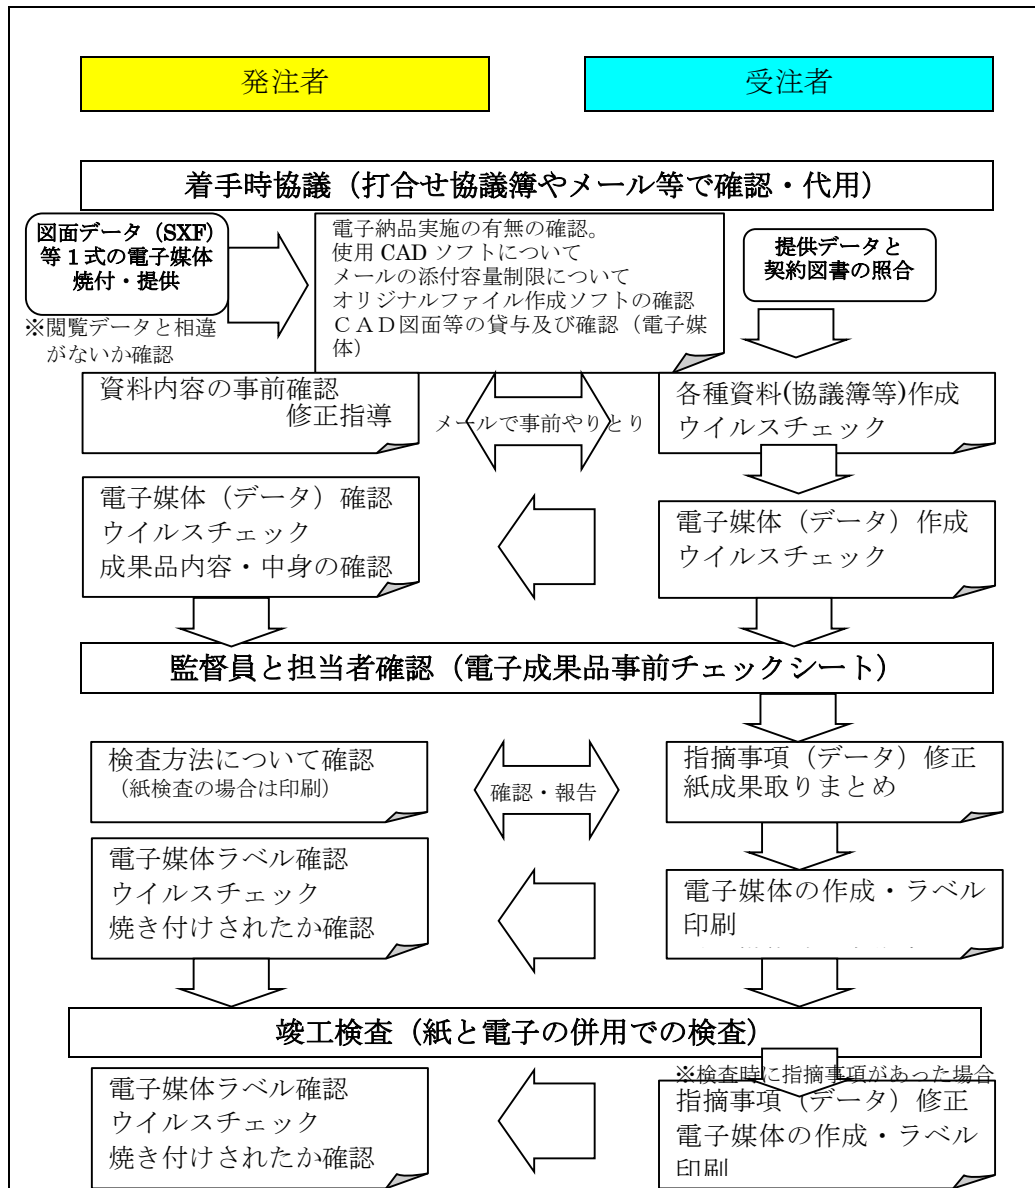 発注者
受注者
着手時協議（打合せ協議簿やメール等で確認・代用）
図面データ（SXF）
等１式の電子媒体
焼付・提供
※閲覧データと相違
がないか確認
電子納品実施の有無の確認。
使用 CAD ソフトについて
メールの添付容量制限について
オリジナルファイル作成ソフトの確認
ＣＡＤ図面等の貸与及び確認（電子媒
体）
提供データと
契約図書の照合
資料内容の事前確認
修正指導
メールで事前やりとり
各種資料(協議簿等)作成
ウイルスチェック
電子媒体（データ）確認
ウイルスチェック
成果品内容・中身の確認
電子媒体（データ）作成
ウイルスチェック
監督員と担当者確認（電子成果品事前チェックシート）
検査方法について確認
（紙検査の場合は印刷）
確認・報告
指摘事項（データ）修正
紙成果取りまとめ
電子媒体ラベル確認
ウイルスチェック
焼き付けされたか確認
電子媒体の作成・ラベル
印刷
竣工検査（紙と電子の併用での検査）
電子媒体ラベル確認
ウイルスチェック
焼き付けされたか確認
※検査時に指摘事項があった場合
指摘事項（データ）修正
電子媒体の作成・ラベル
印刷